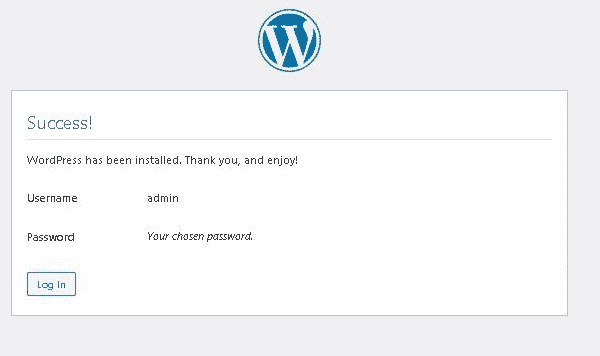 Success!
WordPress has been installed. Thank you, and enjoy!
Username admin
Password Your chosen password.
Log In